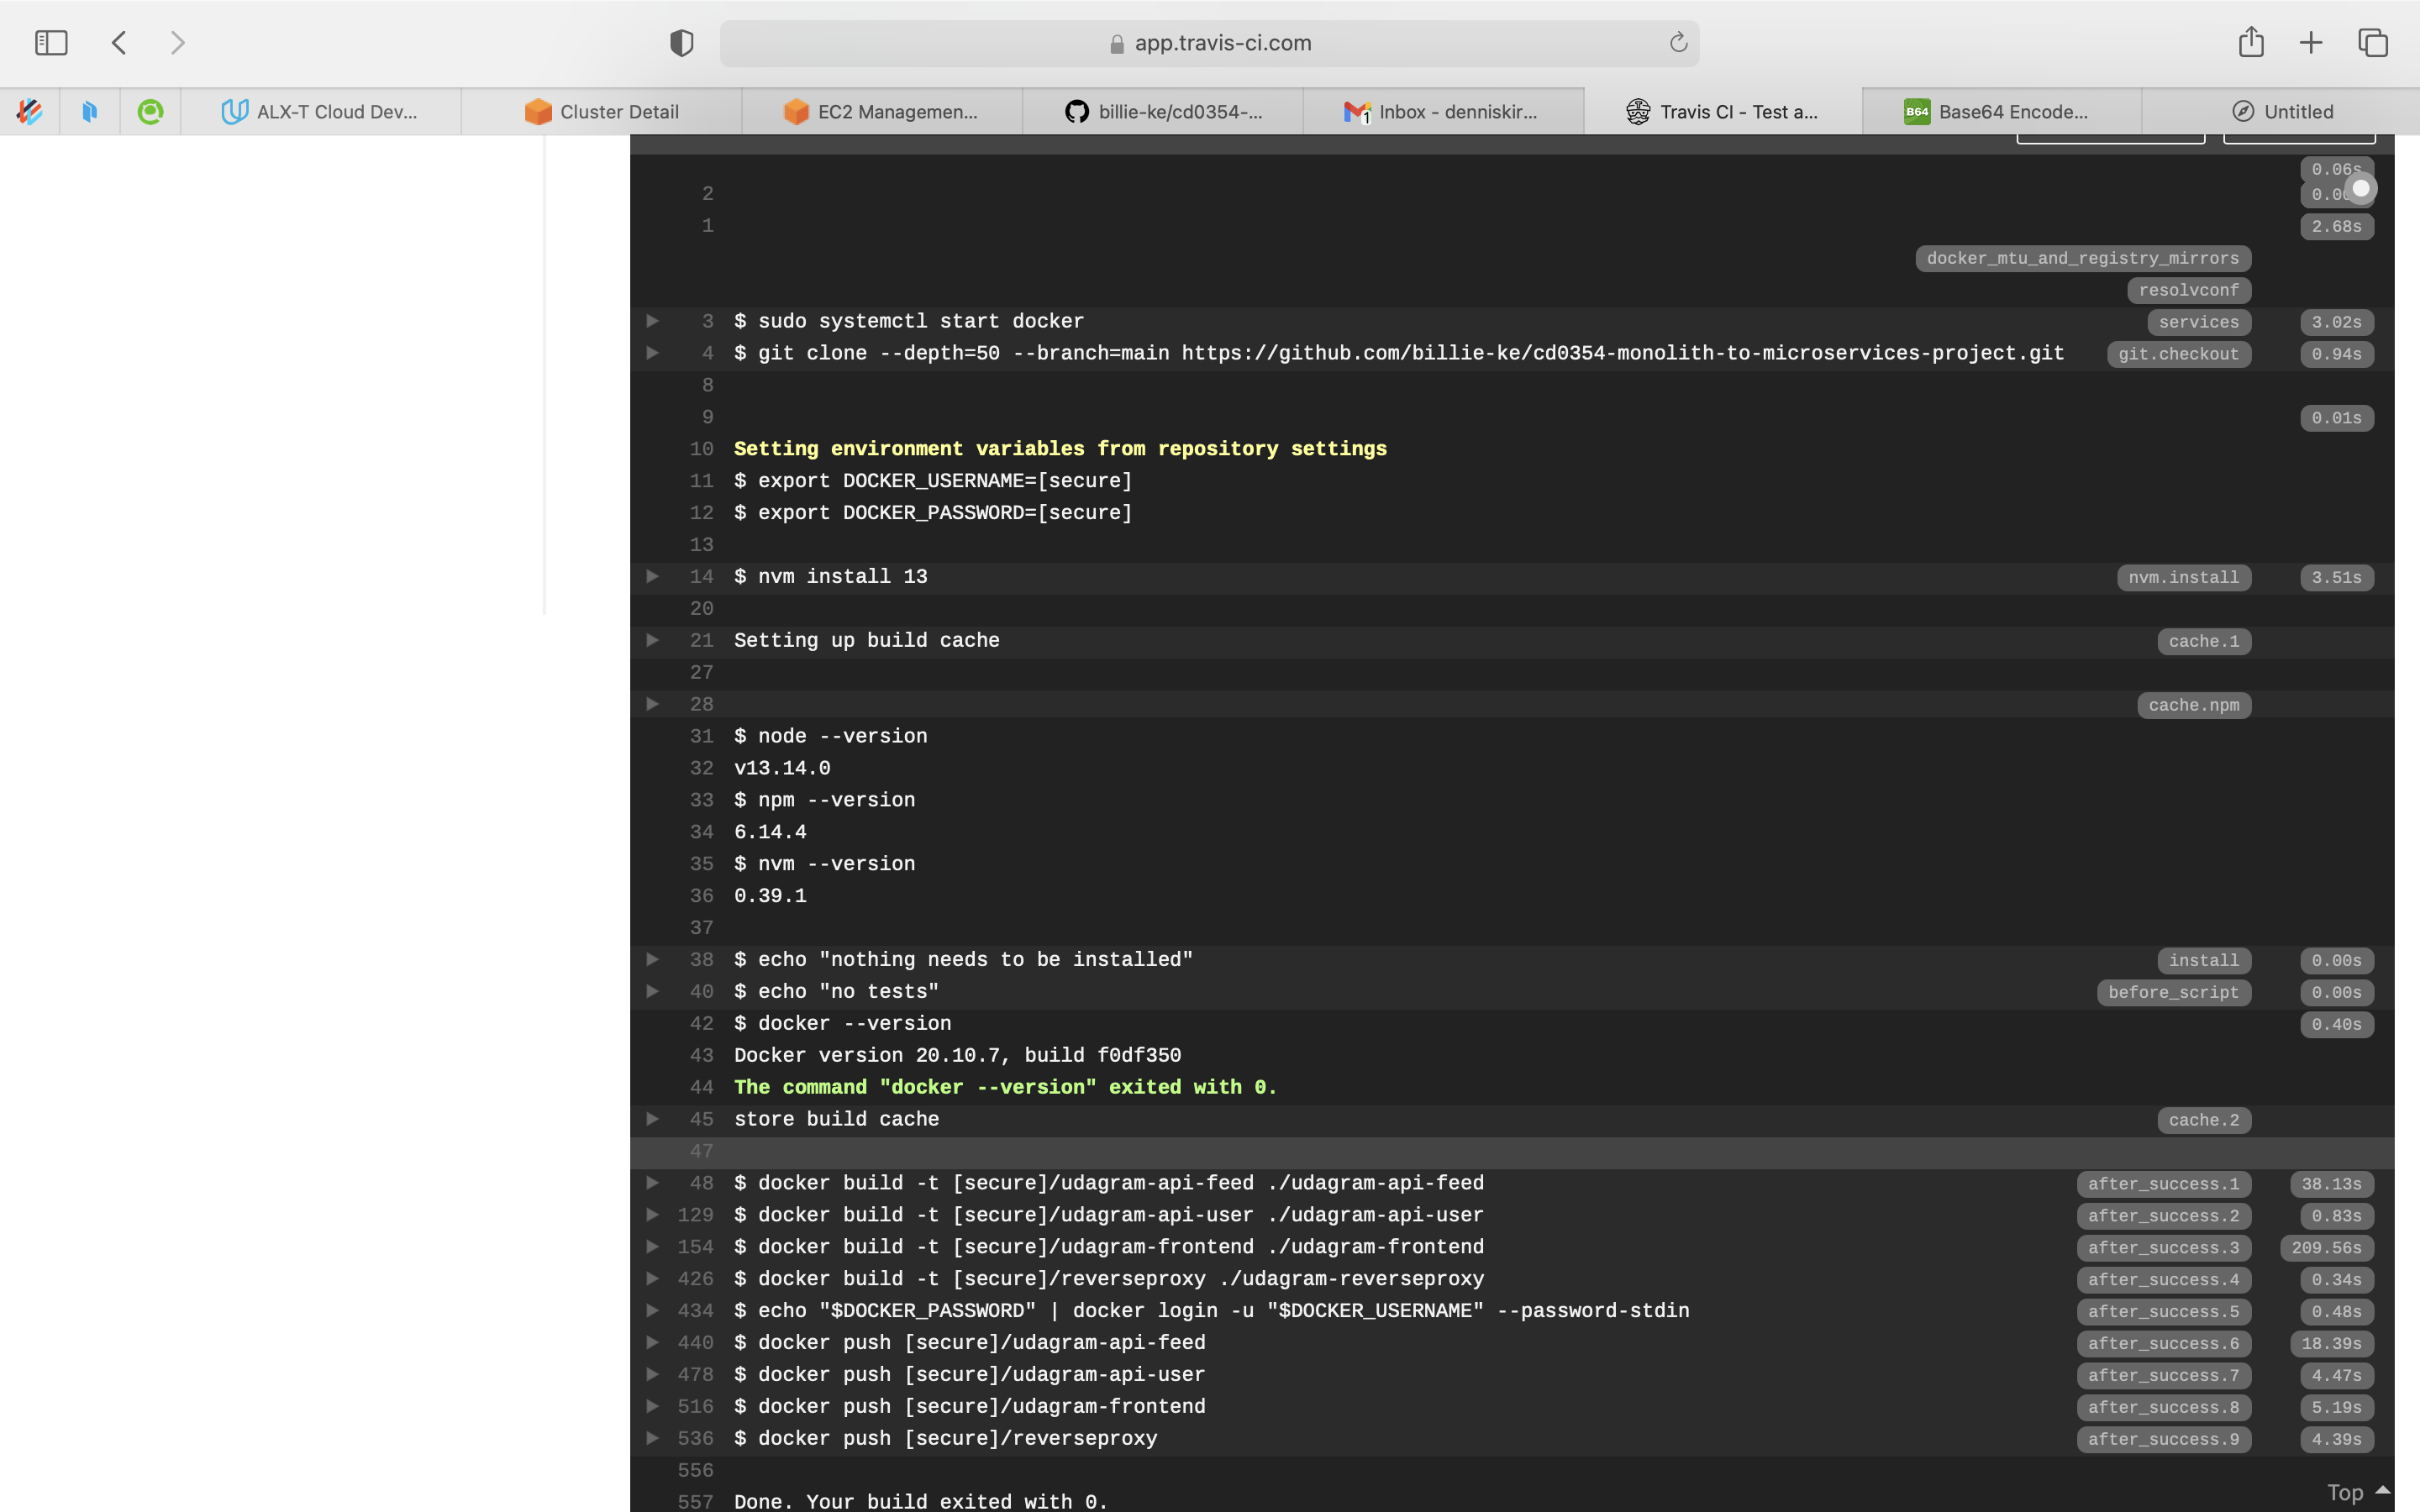 app.travis-ci.com
ALX-T Cloud Dev...
Cluster Detail
EC2 Managemen...
billie-ke/cd0354-...
1
Inbox - denniskir...
Travis CI - Test a...
B64
Base64 Encode...
Untitled
0.06s
2
1 2.68s
docker_mtu_and_registry_mirrors
resolvconf
3 $ sudo systemctl start docker services 3.02s
4 $ git clone --depth=50 --branch=main https://github.com/billie-ke/cd0354-monolith-to-microservices-project.git git.checkout 0.94s
8
9 0.01s
10 Setting environment variables from repository settings
11 $ export DOCKER_USERNAME=[secure]
12 $ export DOCKER_PASSWORD=[secure]
13
14 $ nvm install 13 nvm.install 3.51s
20
21 Setting up build cache cache.1
27
28 cache.npm
31 $ node --version
32 v13.14.0
33 $ npm --version
34 6.14.4
35 $ nvm --version
36 0.39.1
37
38 $ echo "nothing needs to be installed" install 0.00s
40 $ echo "no tests" before_script 0.00s
42 $ docker --version 0.40s
43 Docker version 20.10.7, build f0df350
44 The command "docker --version" exited with 0.
45 store build cache cache.2
47
48 $ docker build -t [secure]/udagram-api-feed ./udagram-api-feed after_success.1 38.13s
129 $ docker build -t [secure]/udagram-api-user ./udagram-api-user after_success.2 0.83s
154 $ docker build -t [secure]/udagram-frontend ./udagram-frontend after_success.3 209.56s
426 $ docker build -t [secure]/reverseproxy ./udagram-reverseproxy after_success.4 0.34s
434 $ echo "$DOCKER_PASSWORD" | docker login -u "$DOCKER_USERNAME" --password-stdin after_success.5 0.48s
440 $ docker push [secure]/udagram-api-feed after_success.6 18.39s
478 $ docker push [secure]/udagram-api-user after_success.7 4.47s
516 $ docker push [secure]/udagram-frontend after_success.8 5.19s
536 $ docker push [secure]/reverseproxy after_success.9 4.39s
556
557 Done. Your build exited with 0.
Top